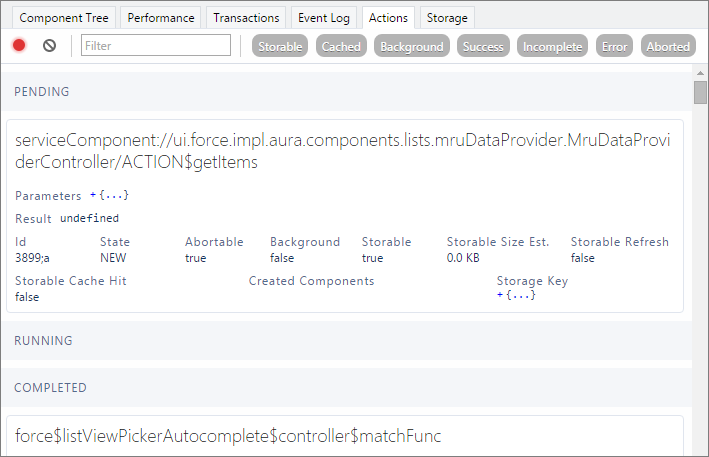 Component Tree Performance Transactions Event Log Actions Storage
Filter Storable Cached Background Success Incomplete Error Aborted
PENDING
serviceComponent://ui.force.impl.aura.components.lists.mruDataProvider.MruDataProvi
derController/ACTION$getItems
Parameters +{...}
Result undefined
Id State Abortable Background Storable Storable Size Est. Storable Refresh
3899;a NEW true false true 0.0 KB false
Storable Cache Hit Created Components Storage Key
false +{...}
RUNNING
COMPLETED
force$listViewPickerAutocomplete$controller$matchFunc